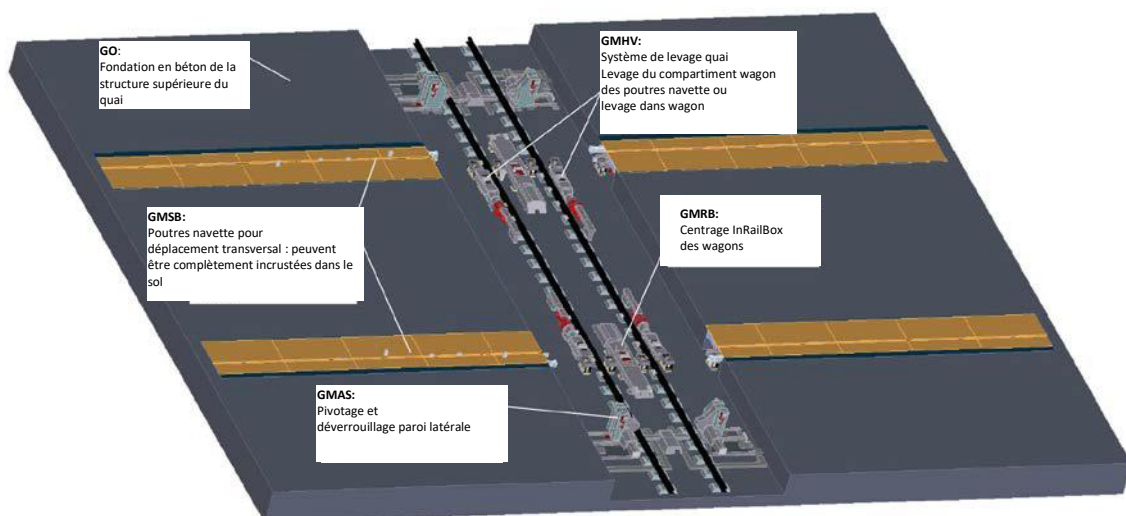 GO:
Fondation en béton de la
structure supérieure du
quai
GMHV:
Système de levage quai
Levage du compartiment wagon
des poutres navette ou
levage dans wagon
GMSB:
Poutres navette pour
déplacement transversal : peuvent
être complètement incrustées dans le
sol
GMRB:
Centrage InRailBox
des wagons
GMAS:
Pivotage et
déverrouillage paroi latérale